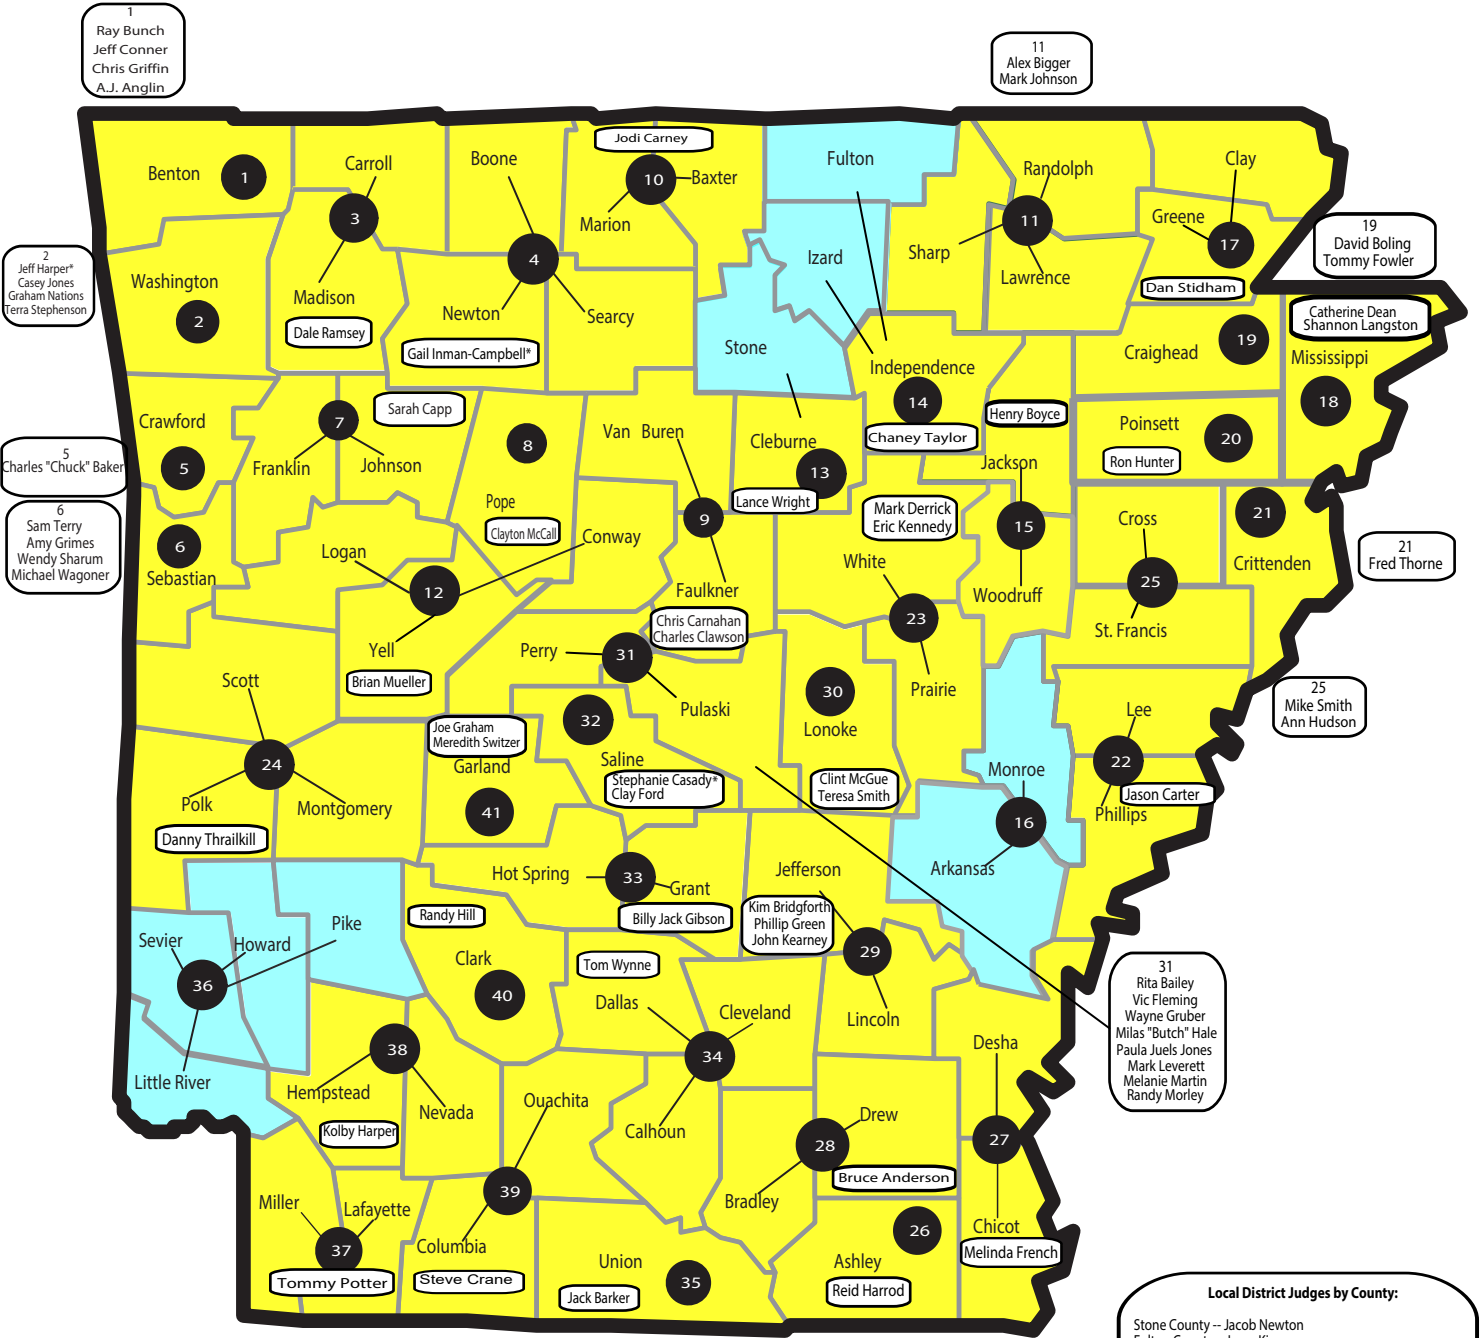 1
Ray Bunch
Jeff Conner
Chris Griffin
A.J. Anglin
11
Alex Bigger
Mark Johnson
Jodi Carney
Benton
1
Carroll
3
Madison
Dale Ramsey
Boone
4
Newton
Searcy
Gail Inman-Campbell*
10
Baxter
Marion
Fulton
Izard
Stone
Sharp
Randolph
11
Lawrence
Clay
Greene
17
Dan Stidham
19
David Boling
Tommy Fowler
2
Jeff Harper*
Casey Jones
Graham Nations
Terra Stephenson
Washington
2
Catherine Dean
Shannon Langston
Craighead
19
Mississippi
18
Independence
14
Chaney Taylor
Henry Boyce
Poinsett
20
Ron Hunter
Crawford
5
5
Charles "Chuck" Baker
7
Franklin
Johnson
Sarah Capp
8
Pope
Clayton McCall
Van Buren
9
Faulkner
Cleburne
13
Lance Wright
Mark Derrick
Eric Kennedy
Jackson
15
Woodruff
Cross
25
St. Francis
21
Crittenden
21
Fred Thorne
6
Sam Terry
Amy Grimes
Wendy Sharum
Michael Wagoner
6
Sebastian
Logan
12
Conway
Yell
Brian Mueller
Chris Carnahan
Charles Clawson
White
23
Prairie
Perry
31
Pulaski
30
Lonoke
Clint McGue
Teresa Smith
25
Mike Smith
Ann Hudson
Scott
24
Polk
Montgomery
Danny Thrailkill
Joe Graham
Meredith Switzer
Garland
41
32
Saline
Stephanie Casady*
Clay Ford
Monroe
16
Arkansas
Lee
22
Jason Carter
Phillips
Hot Spring
33
Grant
Billy Jack Gibson
Jefferson
Kim Bridgforth
Phillip Green
John Kearney
29
Lincoln
Sevier
Howard
Pike
36
Little River
Randy Hill
Clark
40
Tom Wynne
Dallas
Cleveland
34
Calhoun
31
Rita Bailey
Vic Fleming
Wayne Gruber
Milas "Butch" Hale
Paula Juels Jones
Mark Leverett
Melanie Martin
Randy Morley
38
Hempstead
Nevada
Kolby Harper
Ouachita
39
Columbia
Steve Crane
Drew
28
Bruce Anderson
Bradley
Desha
27
Chicot
Melinda French
Miller
Lafayette
37
Tommy Potter
Union
35
Jack Barker
26
Ashley
Reid Harrod
Local District Judges by County:
Stone County -- Jacob Newton